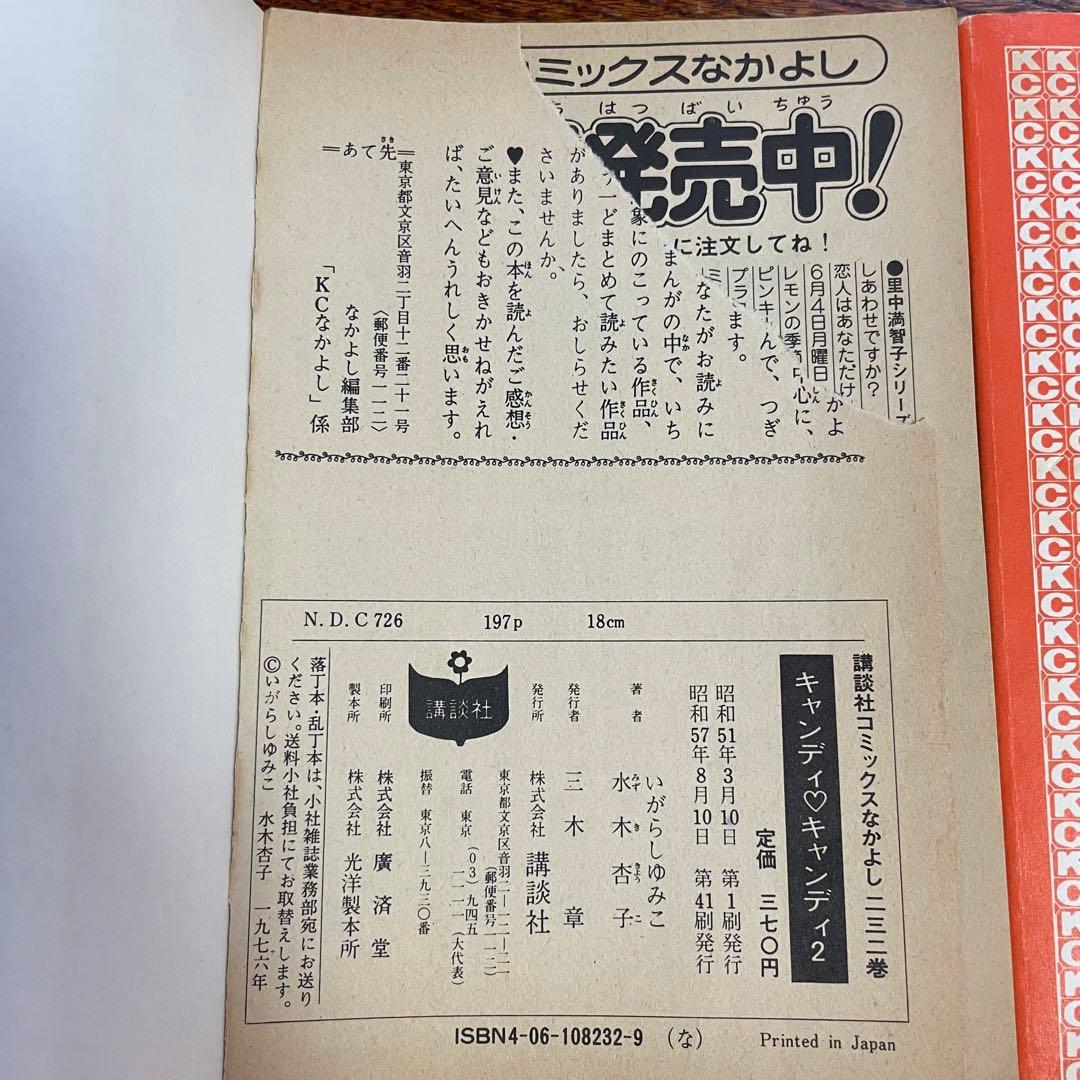 コミックスなかよし
はつばいちゅう
発売中!
に注文してね!
●里中満智子シリーズ
しあわせですか?
恋人はあなただけ
6月4日月曜日
レモンの季節
ピンキ
プラ
かよ
中心に、
んで、つぎ
ます。
なたがお読みに
まんがの中で、いち
象にのこっている作品、
一どまとめて読みたい作品
がありましたら、おしらせくだ
さいませんか。
♥また、この本を読んだご感想・
ご意見などもおきかせねがえれ
ば、たいへんうれしく思います。
=あて先=
東京都文京区音羽二丁目十二番二十一号
〈郵便番号一一二〉
なかよし編集部
「KCなかよし」係
N.D.C 726 197p 18cm
講談社コミックスなかよし 二三二巻
キャンディ♡キャンディ2
定価 三七〇円
昭和51年3月10日 第1刷発行
昭和57年8月10日 第41刷発行
著者 いがらしゆみこ
水木杏子
発行者 三木章
発行所 株式会社 講談社
東京都文京区音羽二―一二―二一
(郵便番号一一二)
電話 東京(03)九四五
一一一一(大代表)
振替 東京八―三九三〇番
講談社
印刷所 株式会社 廣済堂
製本所 株式会社 光洋製本所
落丁本・乱丁本は、小社雑誌業務部宛にお送り
ください。送料小社負担にてお取替えします。
©いがらしゆみこ 水木杏子 一九七六年
ISBN4-06-108232-9 (な)
Printed in Japan